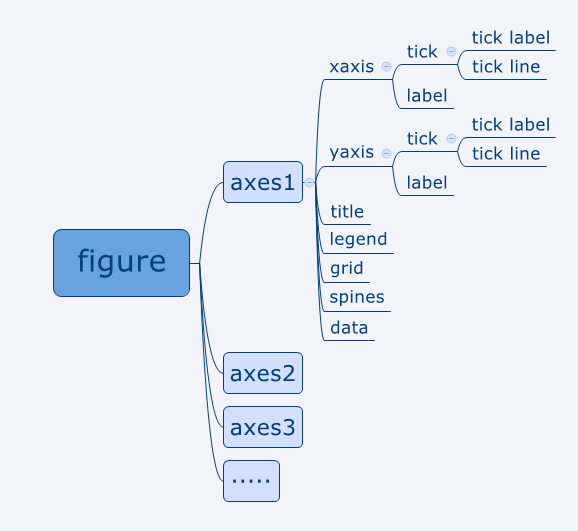 figure
axes1
xaxis
tick
tick label
tick line
label
yaxis
tick
tick label
tick line
label
title
legend
grid
spines
data
axes2
axes3
.....